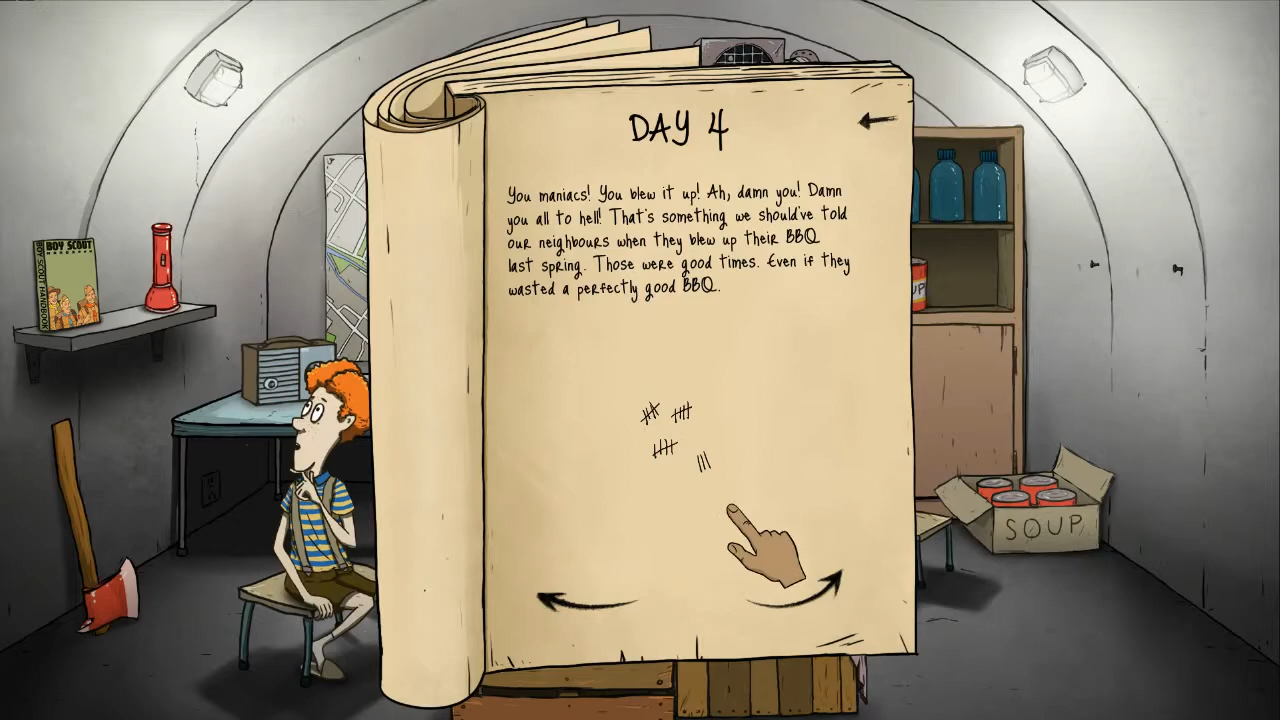 DAY 4
You maniacs! You blew it up! Ah, damn you! Damn
you all to hell! That's something we should've told
our neighbours when they blew up their BBQ
last spring. Those were good times. Even if they
wasted a perfectly good BBQ.
BOY SCOUT
HANDBOOK
BOY SCOUT HANDBOOK
UP
SOUP